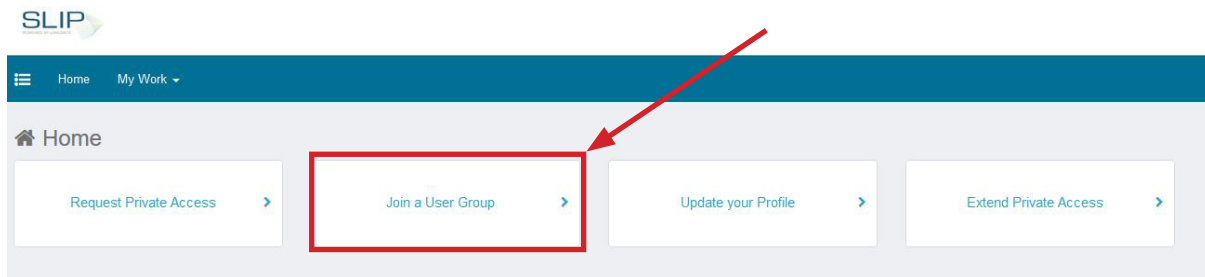 SLIP
Home My Work
Home
Request Private Access
Join a User Group
Update your Profile
Extend Private Access